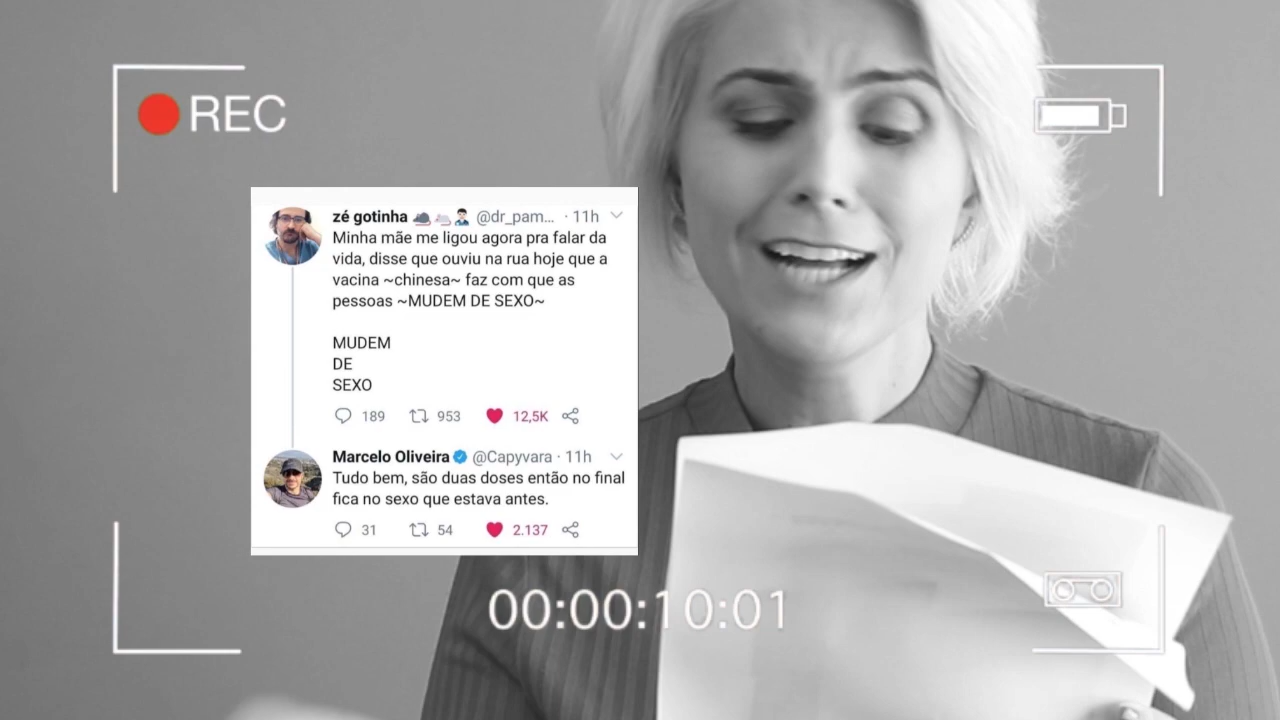 REC
zé gotinha @dr_pam... · 11h
Minha mãe me ligou agora pra falar da
vida, disse que ouviu na rua hoje que a
vacina ~chinesa~ faz com que as
pessoas ~MUDEM DE SEXO~
MUDEM
DE
SEXO
189 953 12,5K
Marcelo Oliveira @Capyvara · 11h
Tudo bem, são duas doses então no final
fica no sexo que estava antes.
31 54 2.137
00:00:10:01